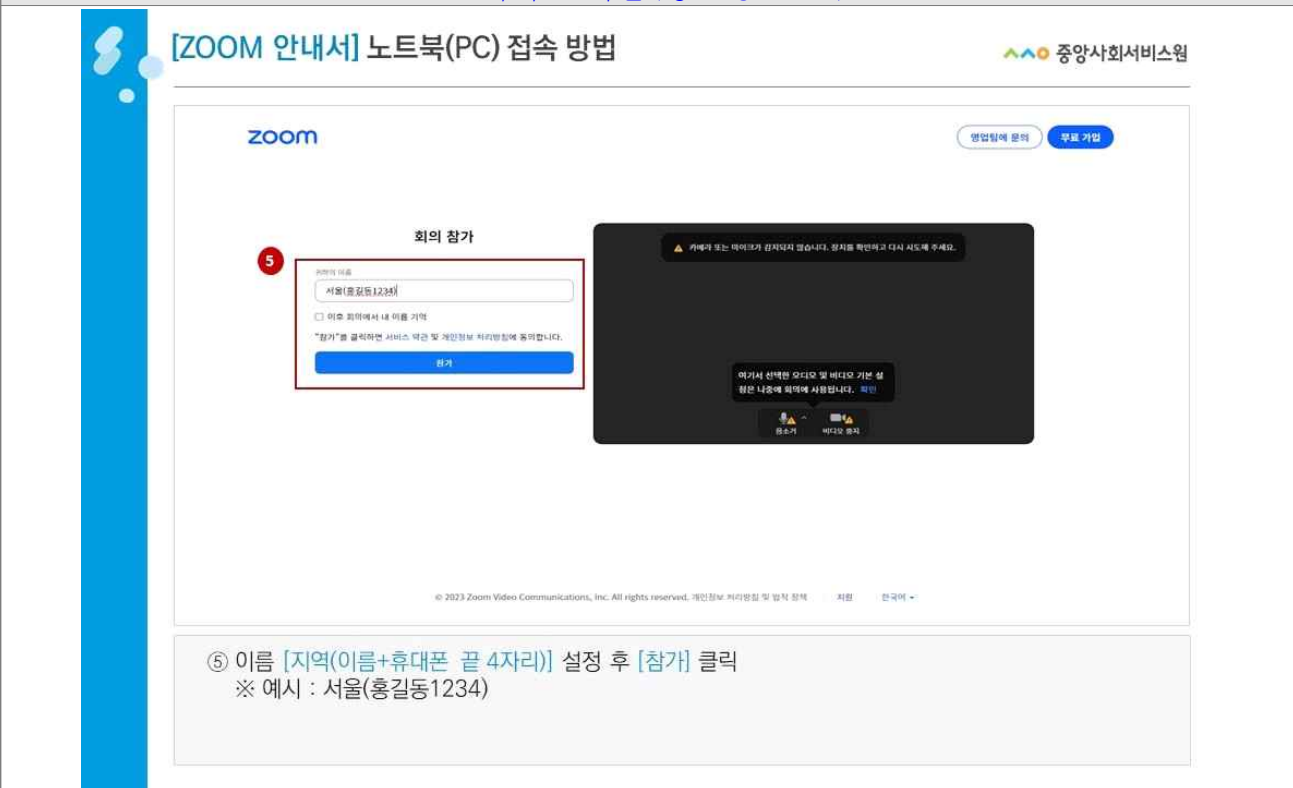 [ZOOM 안내서] 노트북(PC) 접속 방법
중앙사회서비스원
zoom
영업팀에 문의
무료 가입
회의 참가
5
귀하의 이름
서울(홍길동1234)
이후 회의에서 내 이름 기억
"참가"를 클릭하면 서비스 약관 및 개인정보 처리방침에 동의합니다.
참가
카메라 또는 마이크가 감지되지 않습니다. 장치를 확인하고 다시 시도해 주세요.
여기서 선택한 오디오 및 비디오 기본 설
정은 나중에 회의에 사용됩니다. 확인
음소거
비디오 중지
© 2023 Zoom Video Communications, Inc. All rights reserved. 개인정보 처리방침 및 법적 정책 지원 한국어
⑤ 이름 [지역(이름+휴대폰 끝 4자리)] 설정 후 [참가] 클릭
※ 예시 : 서울(홍길동1234)